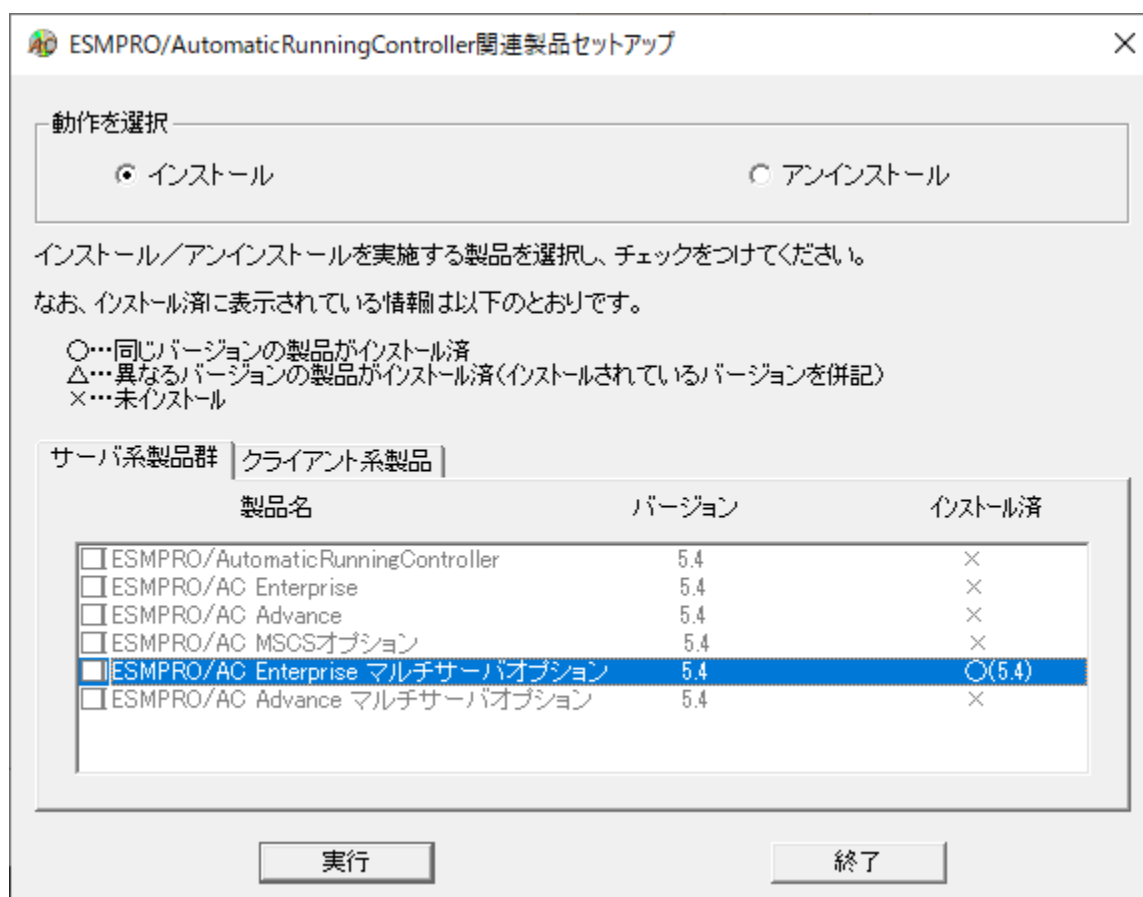 ESMPRO/AutomaticRunningController関連製品セットアップ
動作を選択
インストール アンインストール
インストール／アンインストールを実施する製品を選択し、チェックをつけてください。
なお、インストール済に表示されている情報は以下のとおりです。
○…同じバージョンの製品がインストール済
△…異なるバージョンの製品がインストール済(インストールされているバージョンを併記)
×…未インストール
サーバ系製品群 クライアント系製品
製品名 バージョン インストール済
ESMPRO/AutomaticRunningController 5.4 ×
ESMPRO/AC Enterprise 5.4 ×
ESMPRO/AC Advance 5.4 ×
ESMPRO/AC MSCSオプション 5.4 ×
ESMPRO/AC Enterprise マルチサーバオプション 5.4 ○(5.4)
ESMPRO/AC Advance マルチサーバオプション 5.4 ×
実行 終了